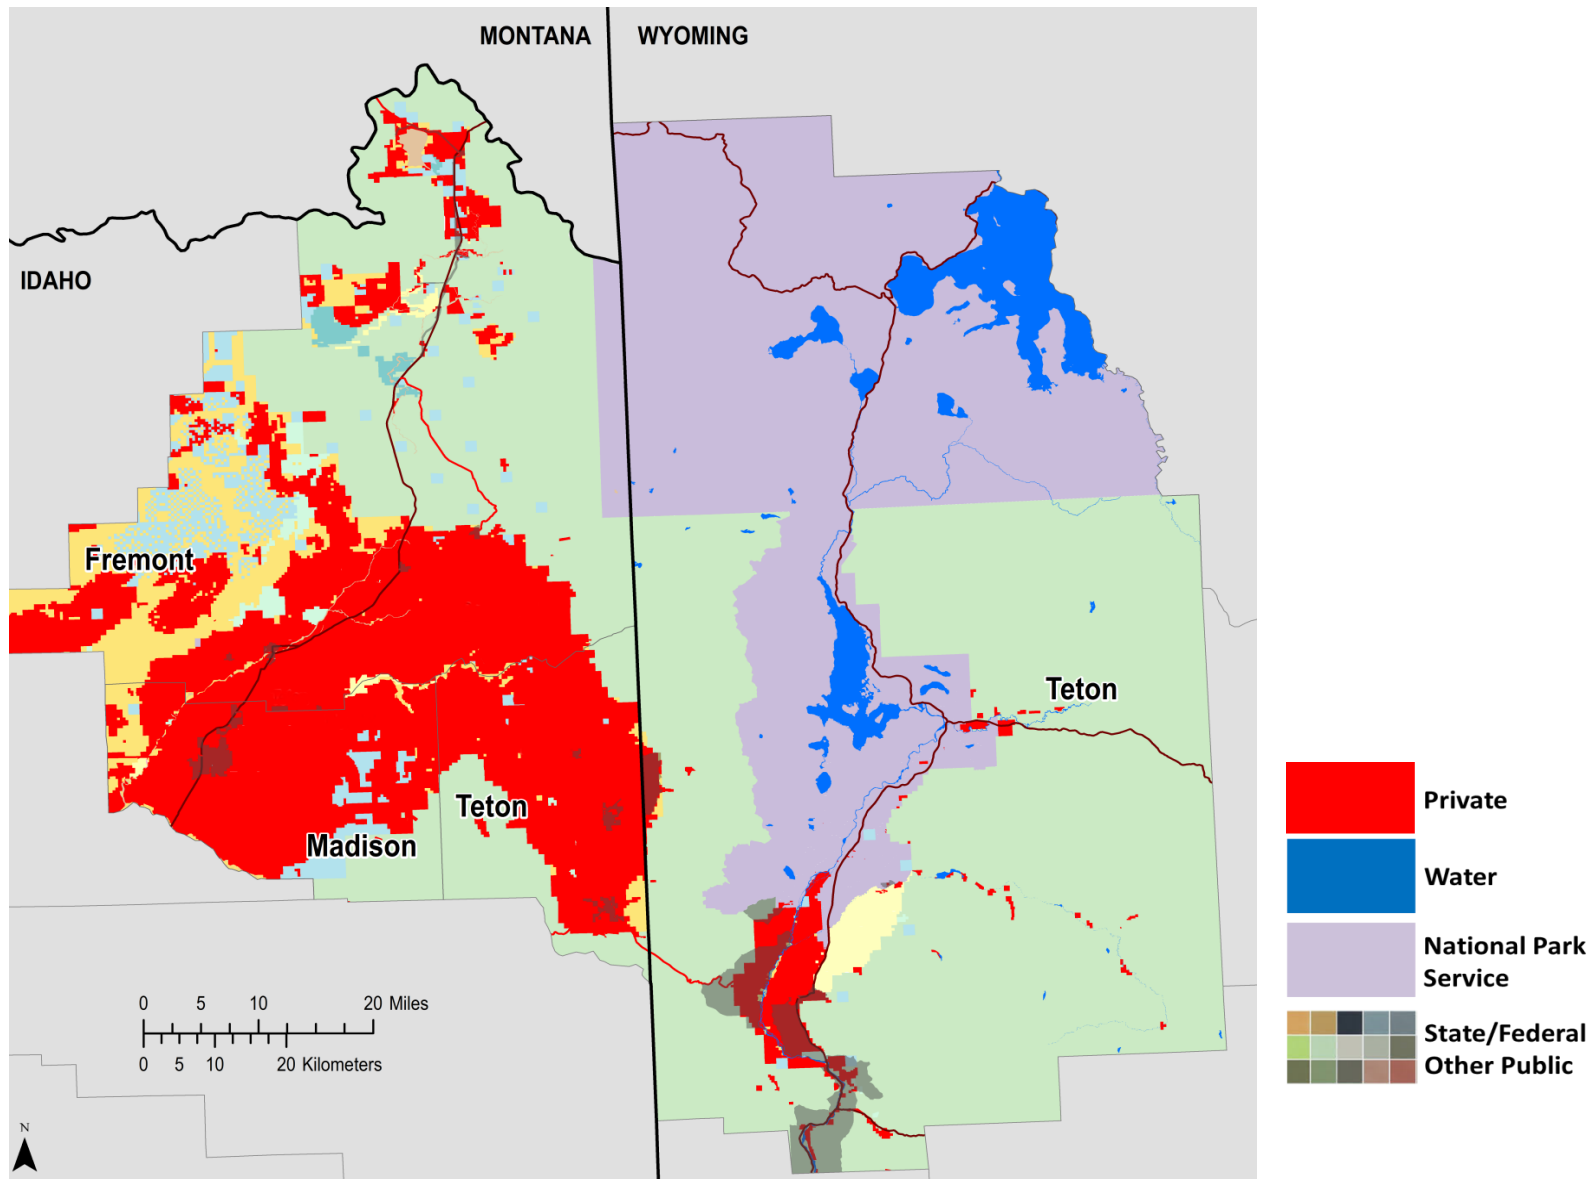 MONTANA
WYOMING
IDAHO
Fremont
Teton
Teton
Madison
0 5 10 20 Miles
0 5 10 20 Kilometers
N
Private
Water
National Park
Service
State/Federal
Other Public